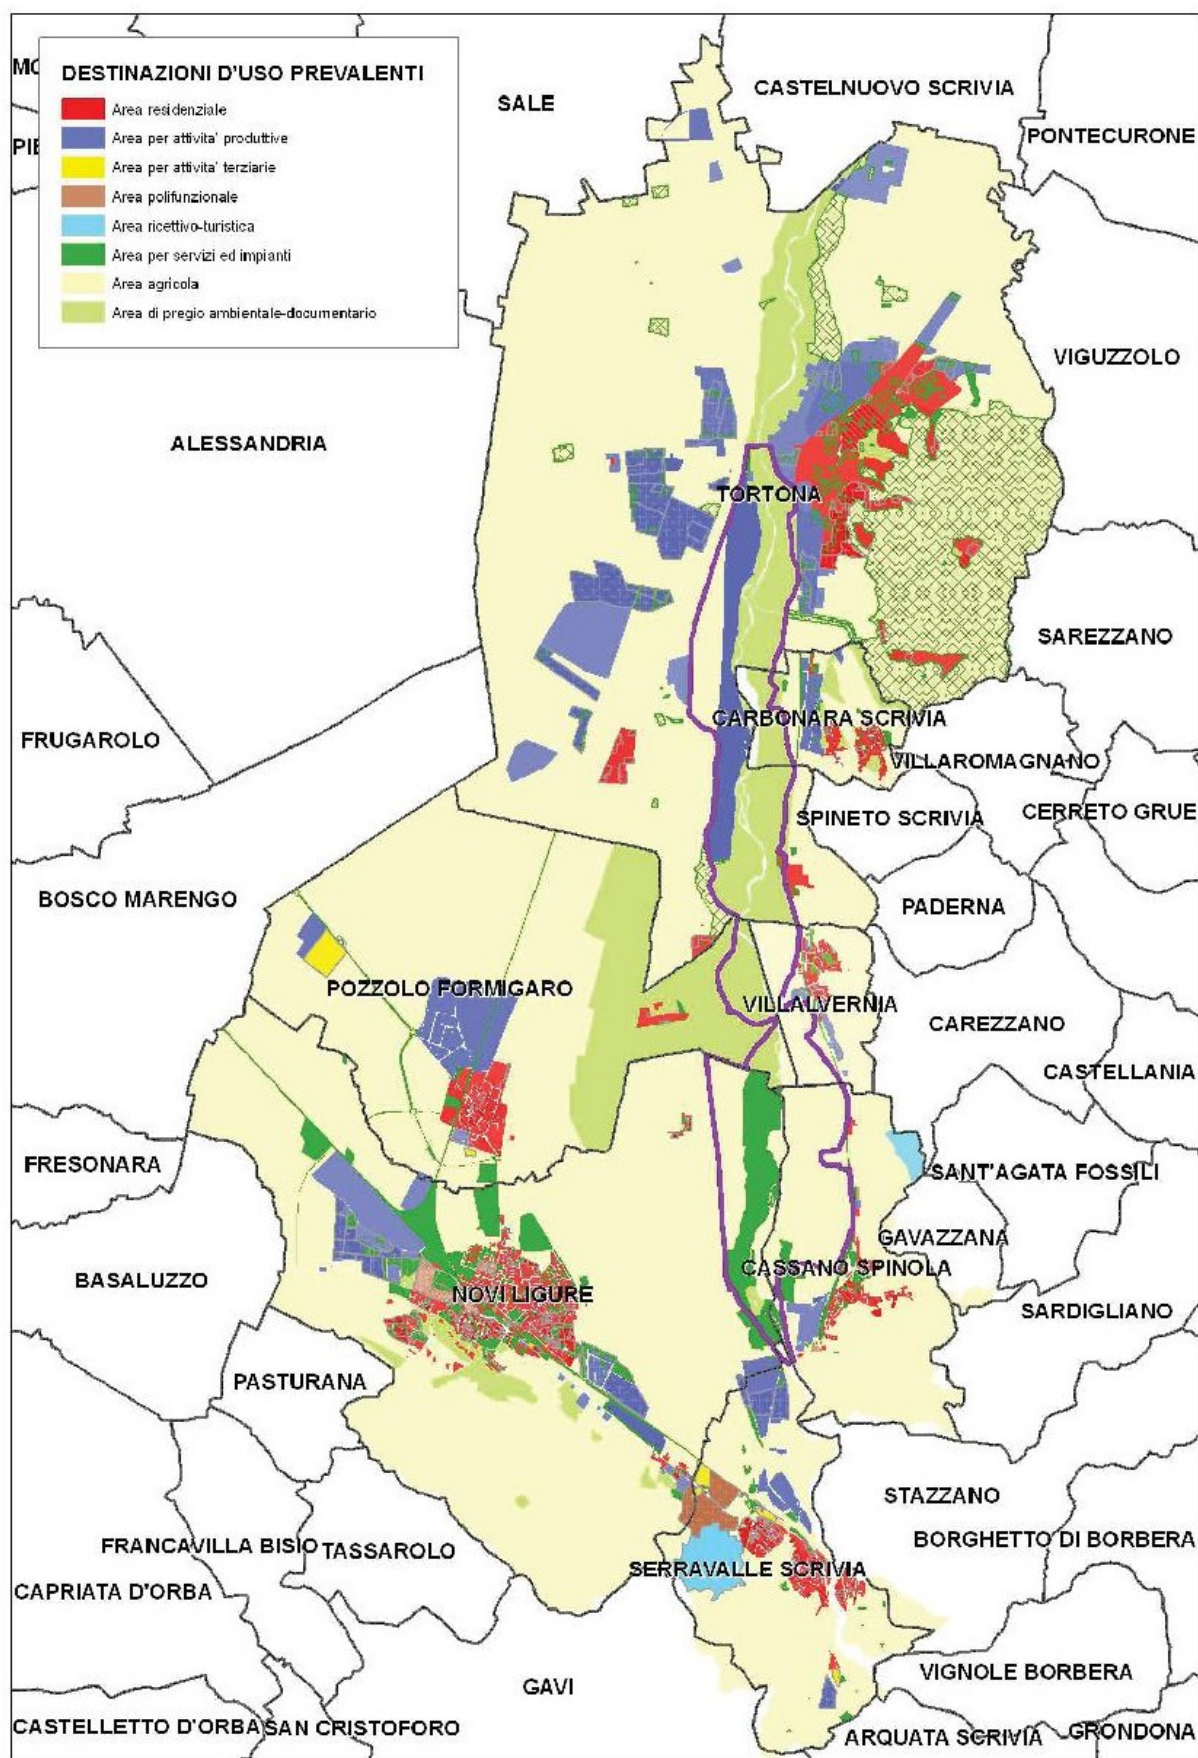 DESTINAZIONI D'USO PREVALENTI
Area residenziale
Area per attivita' produttive
Area per attivita' terziarie
Area polifunzionale
Area ricettivo-turistica
Area per servizi ed impianti
Area agricola
Area di pregio ambientale-documentario
SALE
CASTELNUOVO SCRIVIA
PONTECURONE
VIGUZZOLO
ALESSANDRIA
TORTONA
SAREZZANO
CARBONARA SCRIVIA
FRUGAROLO
VILLAROMAGNANO
SPINETO SCRIVIA
CERRETO GRUE
BOSCO MARENGO
PADERNA
POZZOLO FORMIGARO
VILLALVERNIA
CAREZZANO
CASTELLANIA
FRESONARA
SANT'AGATA FOSSILI
GAVAZZANA
BASALUZZO
CASSANO SPINOLA
NOVI LIGURE
SARDIGLIANO
PASTURANA
STAZZANO
BORGHETTO DI BORBERA
FRANCAVILLA BISIO
TASSAROLO
SERRAVALLE SCRIVIA
CAPRIATA D'ORBA
VIGNOLE BORBERA
GAVI
CASTELLETTO D'ORBA
SAN CRISTOFORO
ARQUATA SCRIVIA
GRONDONA